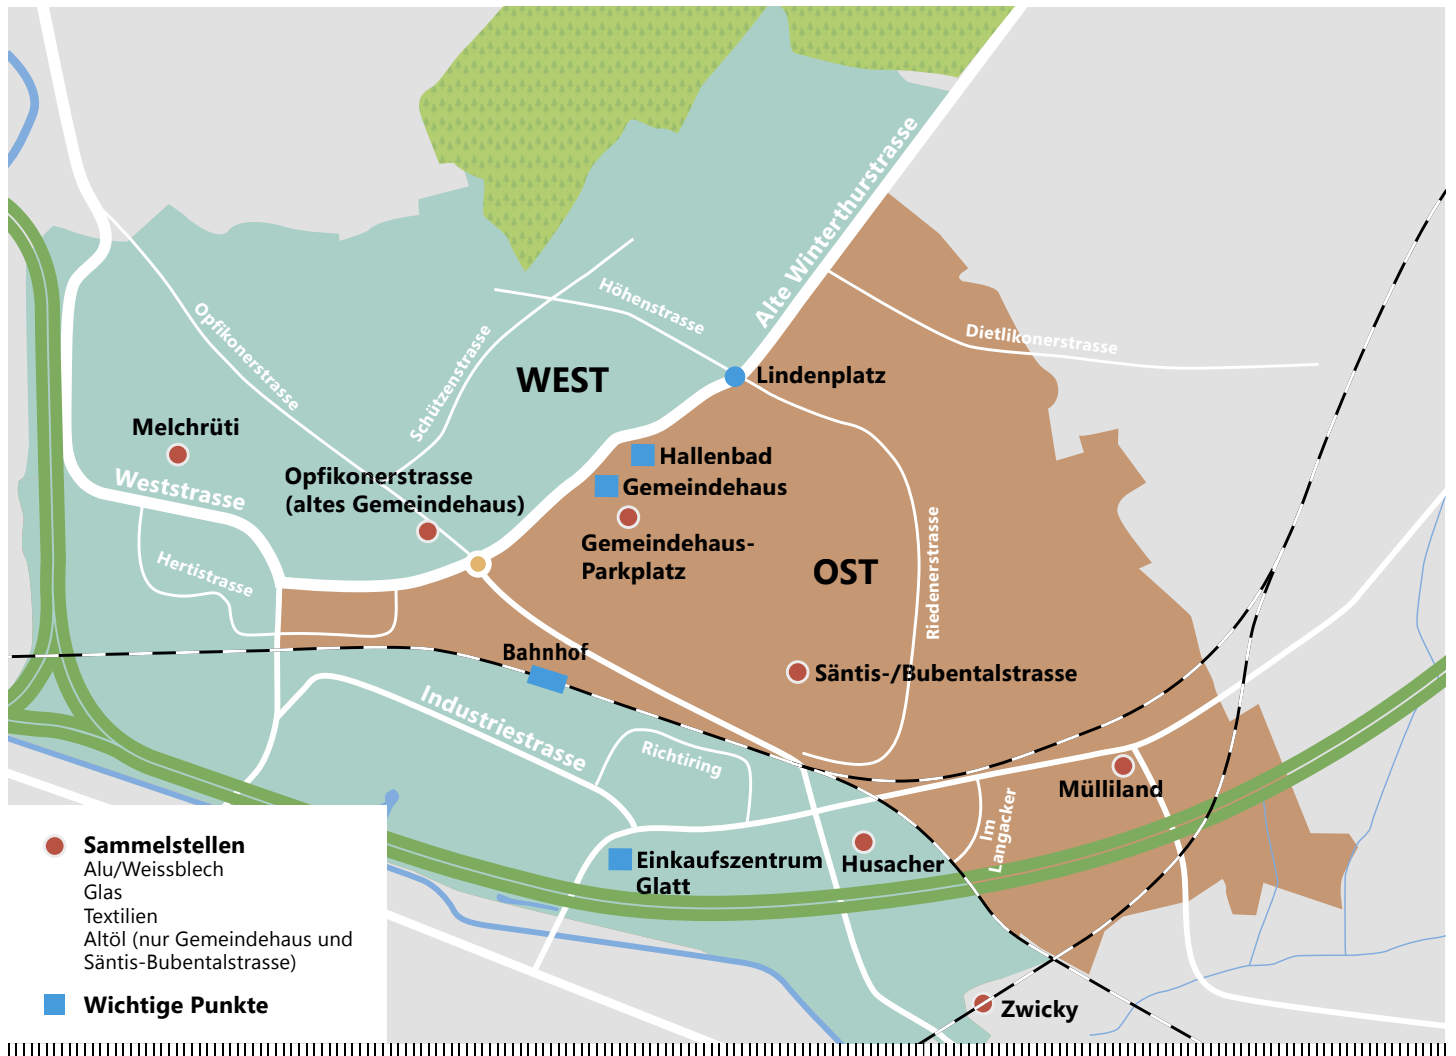 Alte Winterthurstrasse
Höhenstrasse
Opfikonerstrasse
Schützenstrasse
Dietlikonerstrasse
WEST
Lindenplatz
Melchrüti
Hallenbad
Weststrasse
Opfikonerstrasse
(altes Gemeindehaus)
Gemeindehaus
Gemeindehaus-
Parkplatz
OST
Riedenerstrasse
Hertistrasse
Bahnhof
Säntis-/Bubentalstrasse
Industriestrasse
Richtiring
Mülliland
Im
Langacker
Husacher
Einkaufszentrum
Glatt
Zwicky
Sammelstellen
Alu/Weissblech
Glas
Textilien
Altöl (nur Gemeindehaus und
Säntis-Bubentalstrasse)
Wichtige Punkte